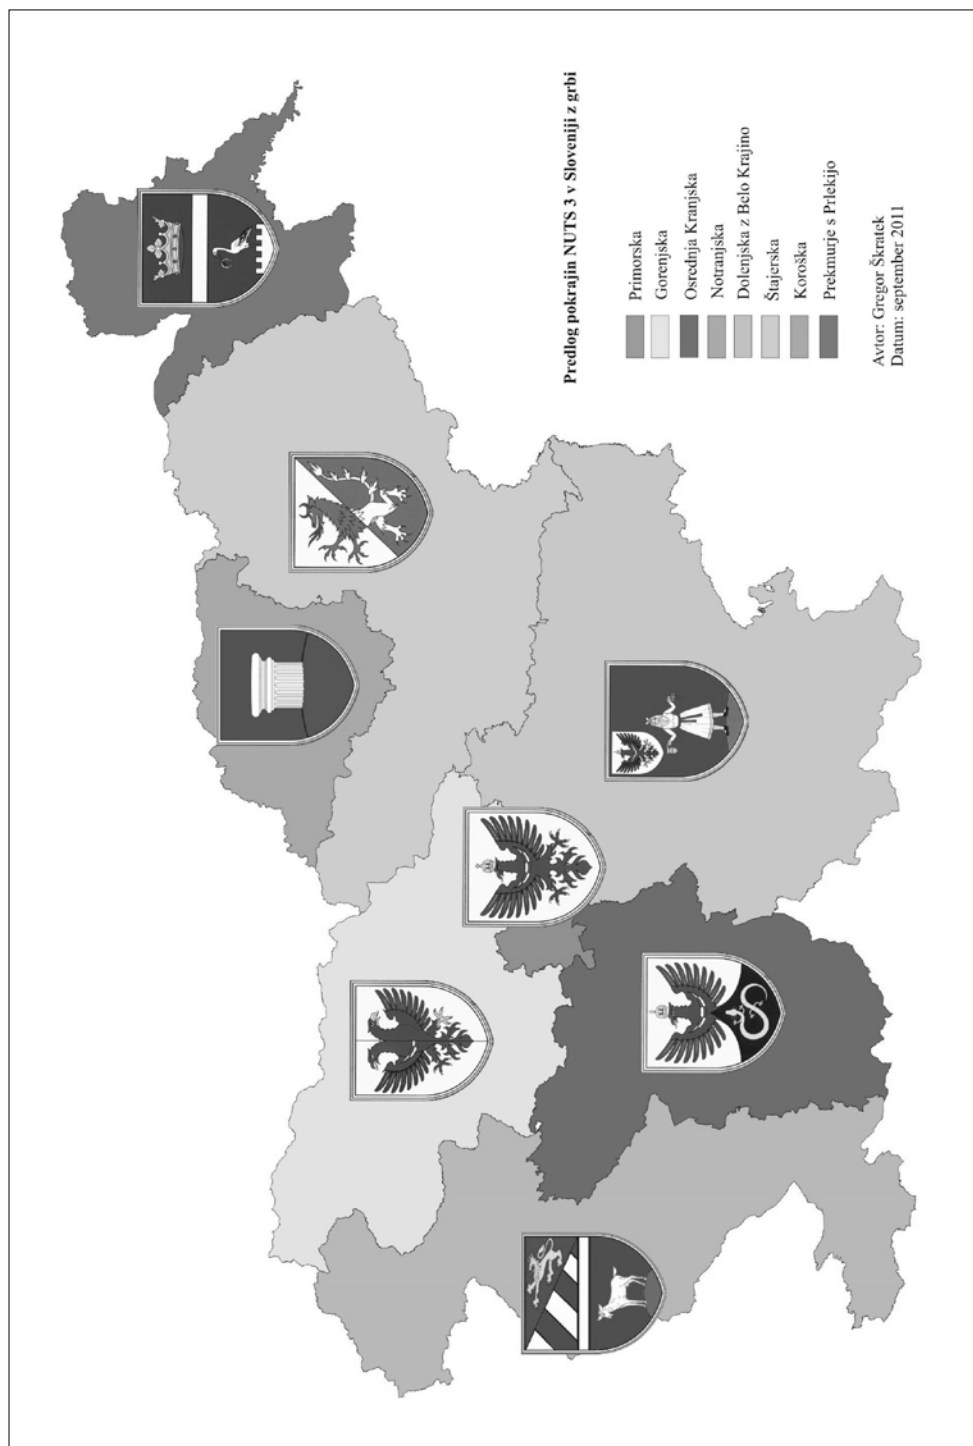 Predlog pokrajin NUTS 3 v Sloveniji z grbi
Primorska
Gorenjska
Osrednja Kranjska
Notranjska
Dolenjska z Belo Krajino
Štajerska
Koroška
Prekmurje s Prlekijo
Avtor: Gregor Škratek
Datum: september 2011